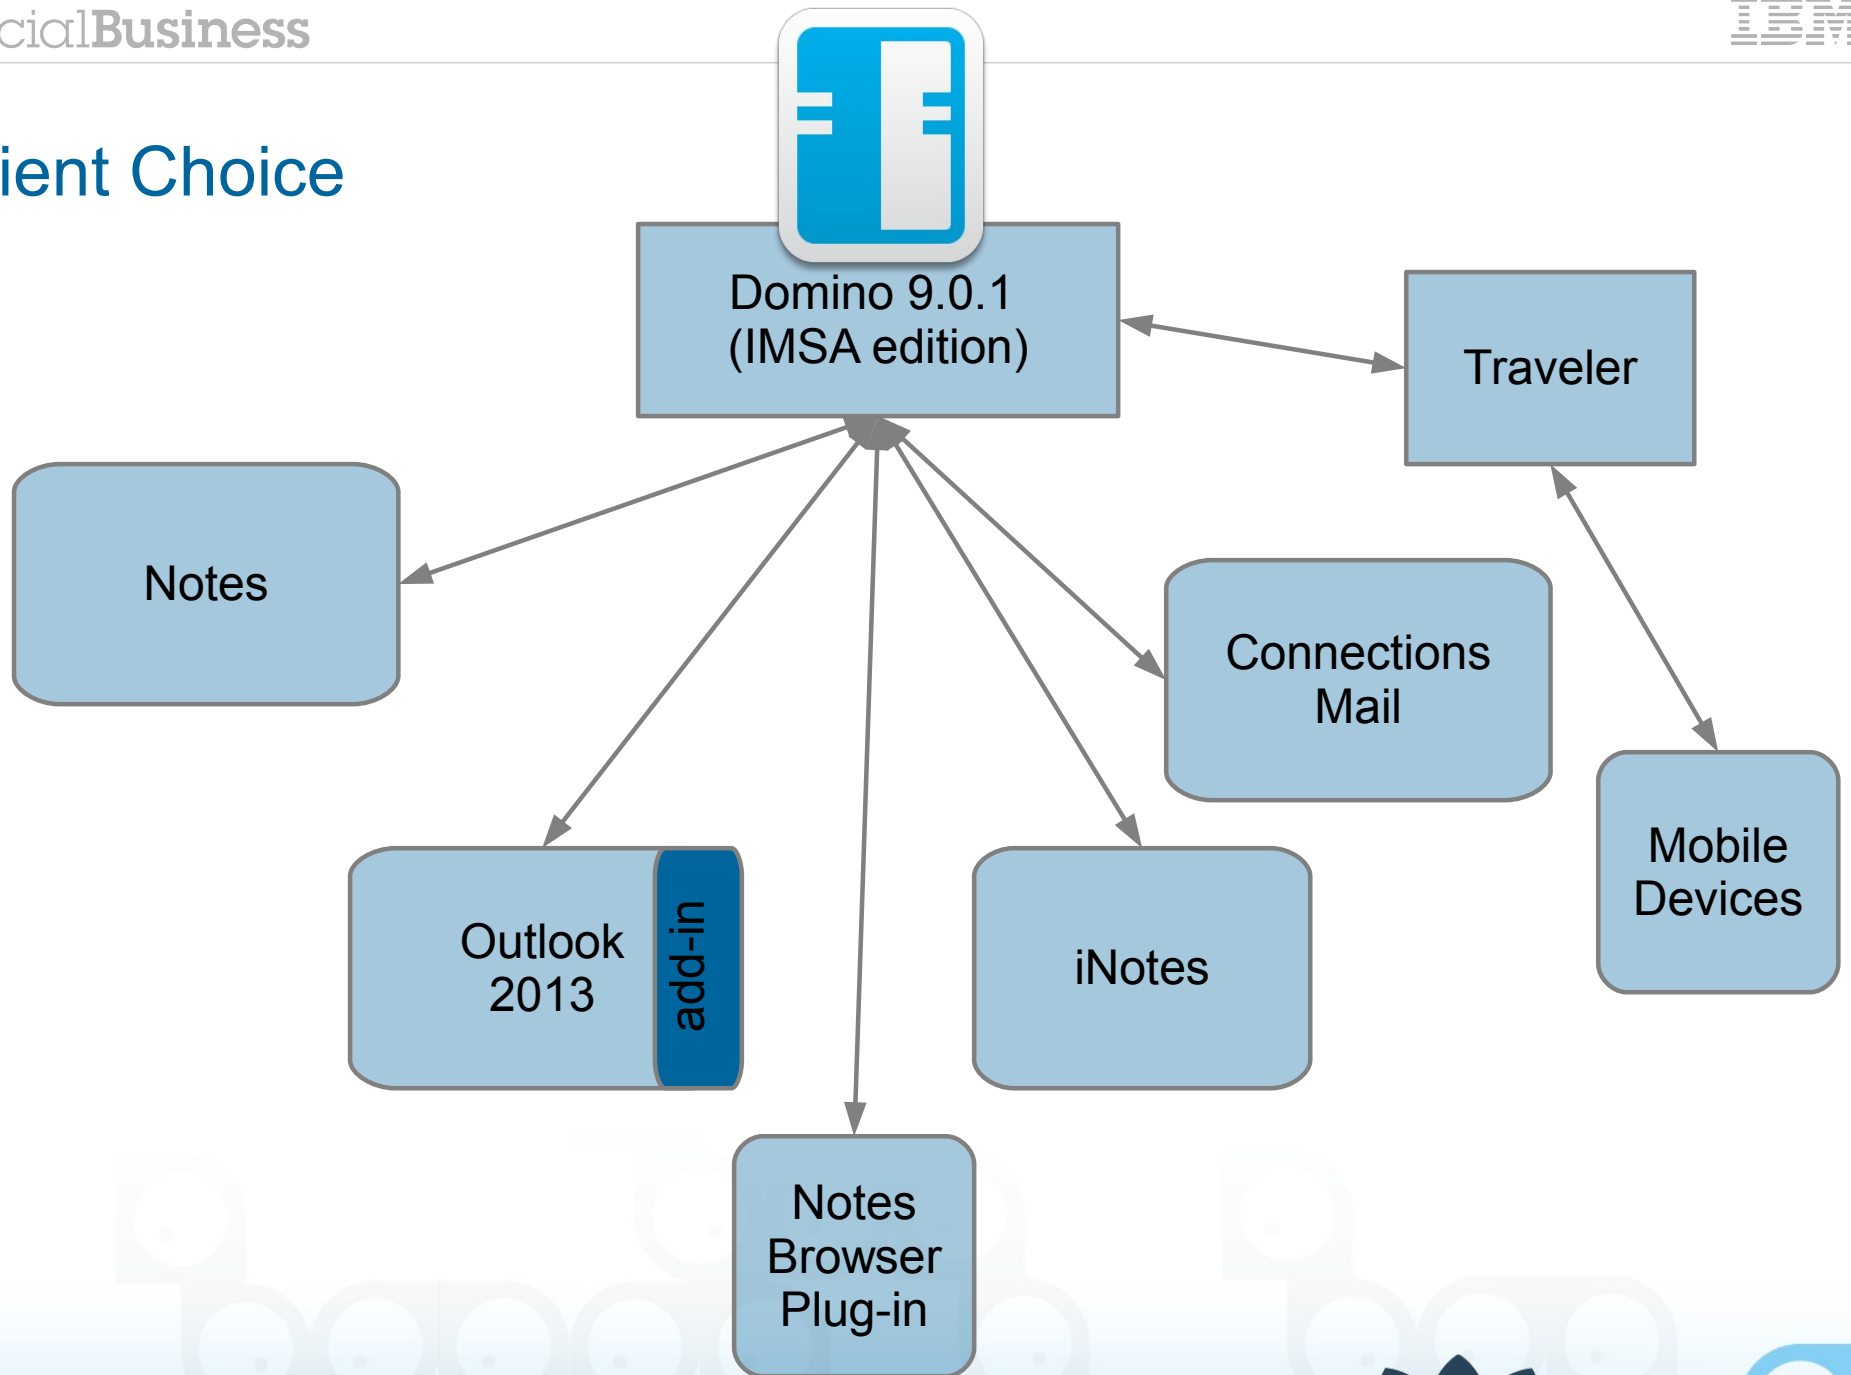 cialBusiness
IBM
ient Choice
Domino 9.0.1
(IMSA edition)
Traveler
Notes
Connections
Mail
Mobile
Devices
Outlook
2013
add-in
iNotes
Notes
Browser
Plug-in